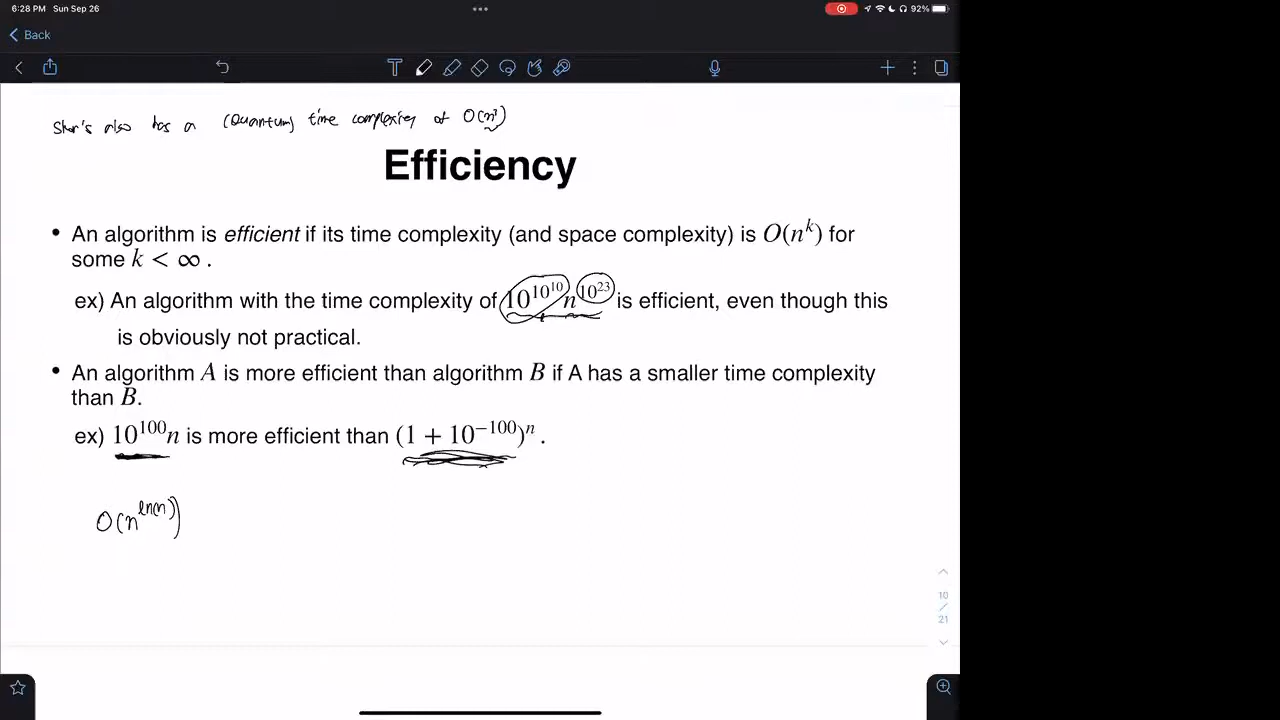 6:28 PM Sun Sep 26
92%
Back
Shor's also has a (Quantum) time complexity of O(n³)
Efficiency
• An algorithm is efficient if its time complexity (and space complexity) is O(nᵏ) for
some k < ∞ .
ex) An algorithm with the time complexity of 10^10^10 n^10^23 is efficient, even though this
is obviously not practical.
• An algorithm A is more efficient than algorithm B if A has a smaller time complexity
than B.
ex) 10¹⁰⁰n is more efficient than (1 + 10⁻¹⁰⁰)ⁿ .
O(n^ln(n))
10
/
21